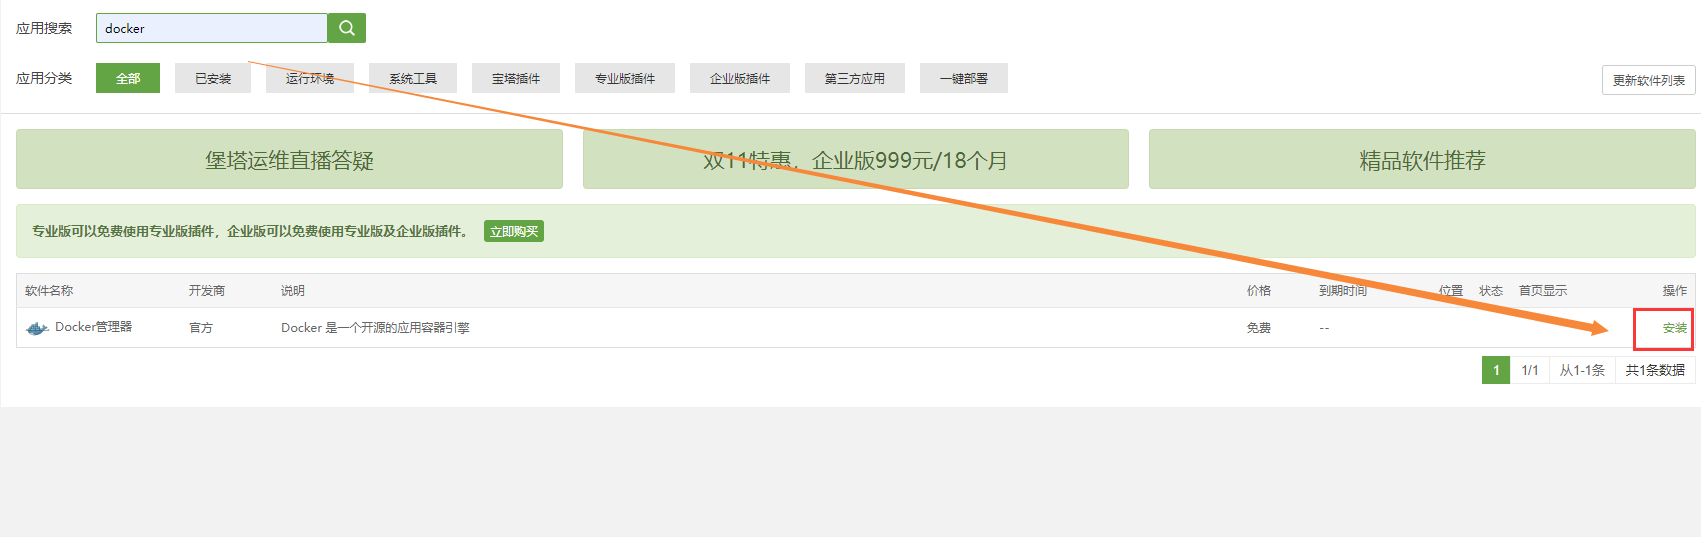 应用搜索 docker
应用分类 全部 已安装 运行环境 系统工具 宝塔插件 专业版插件 企业版插件 第三方应用 一键部署 更新软件列表
堡塔运维直播答疑 双11特惠，企业版999元/18个月 精品软件推荐
专业版可以免费使用专业版插件，企业版可以免费使用专业版及企业版插件。 立即购买
软件名称 开发商 说明 价格 到期时间 位置 状态 首页显示 操作
Docker管理器 官方 Docker 是一个开源的应用容器引擎 免费 -- 安装
1 1/1 从1-1条 共1条数据